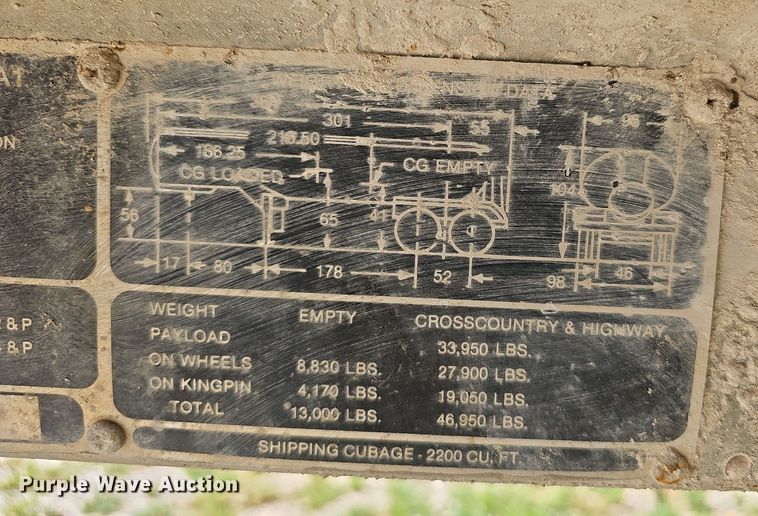 DATA
301
35
216.50
186.25
CG EMPTY
CG LOADED
104
56
65
41
17
80
178
52
98
46
ON
& P
& P
WEIGHT EMPTY CROSSCOUNTRY & HIGHWAY
PAYLOAD 33,950 LBS.
ON WHEELS 8,830 LBS. 27,900 LBS.
ON KINGPIN 4,170 LBS. 19,050 LBS.
TOTAL 13,000 LBS. 46,950 LBS.
SHIPPING CUBAGE - 2200 CU. FT
Purple Wave Auction